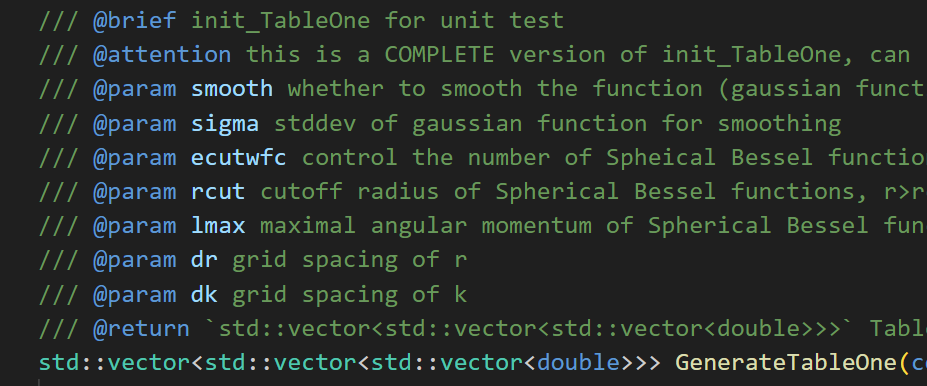 /// @brief init_TableOne for unit test
/// @attention this is a COMPLETE version of init_TableOne, can
/// @param smooth whether to smooth the function (gaussian funct
/// @param sigma stddev of gaussian function for smoothing
/// @param ecutwfc control the number of Spheical Bessel functio
/// @param rcut cutoff radius of Spherical Bessel functions, r>r
/// @param lmax maximal angular momentum of Spherical Bessel fun
/// @param dr grid spacing of r
/// @param dk grid spacing of k
/// @return `std::vector<std::vector<std::vector<double>>>` Tabl
std::vector<std::vector<std::vector<double>>> GenerateTableOne(co